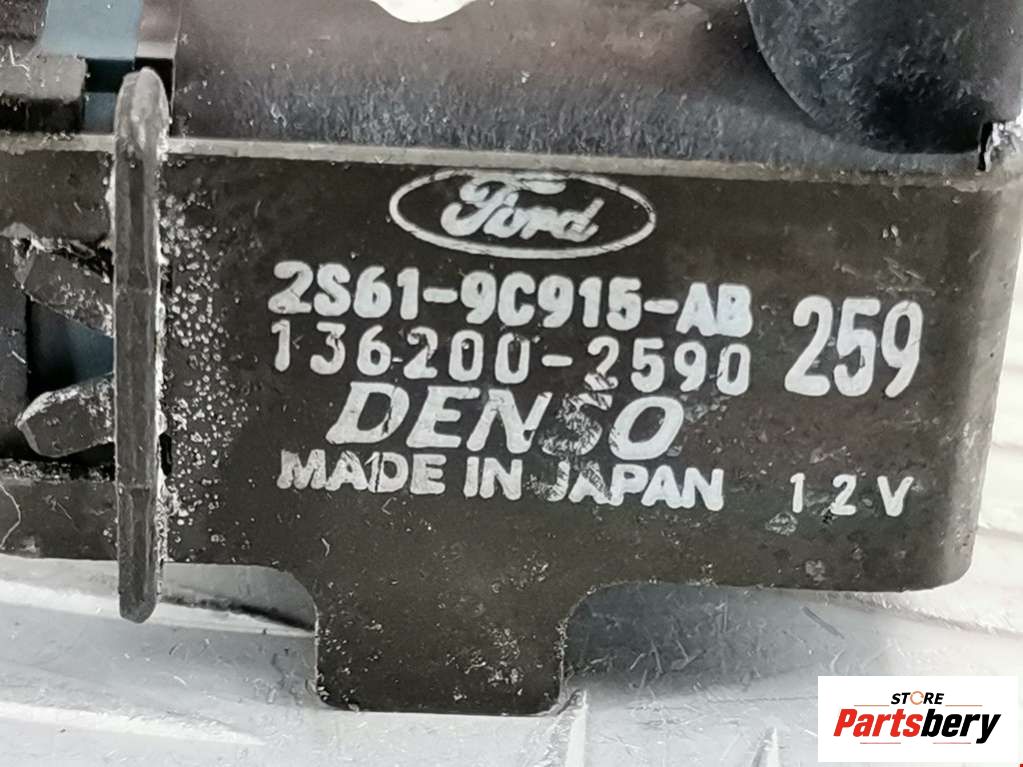 Ford
2S61-9C915-AB
136200-2590
259
DENSO
MADE IN JAPAN
12V
STORE
Partsbery